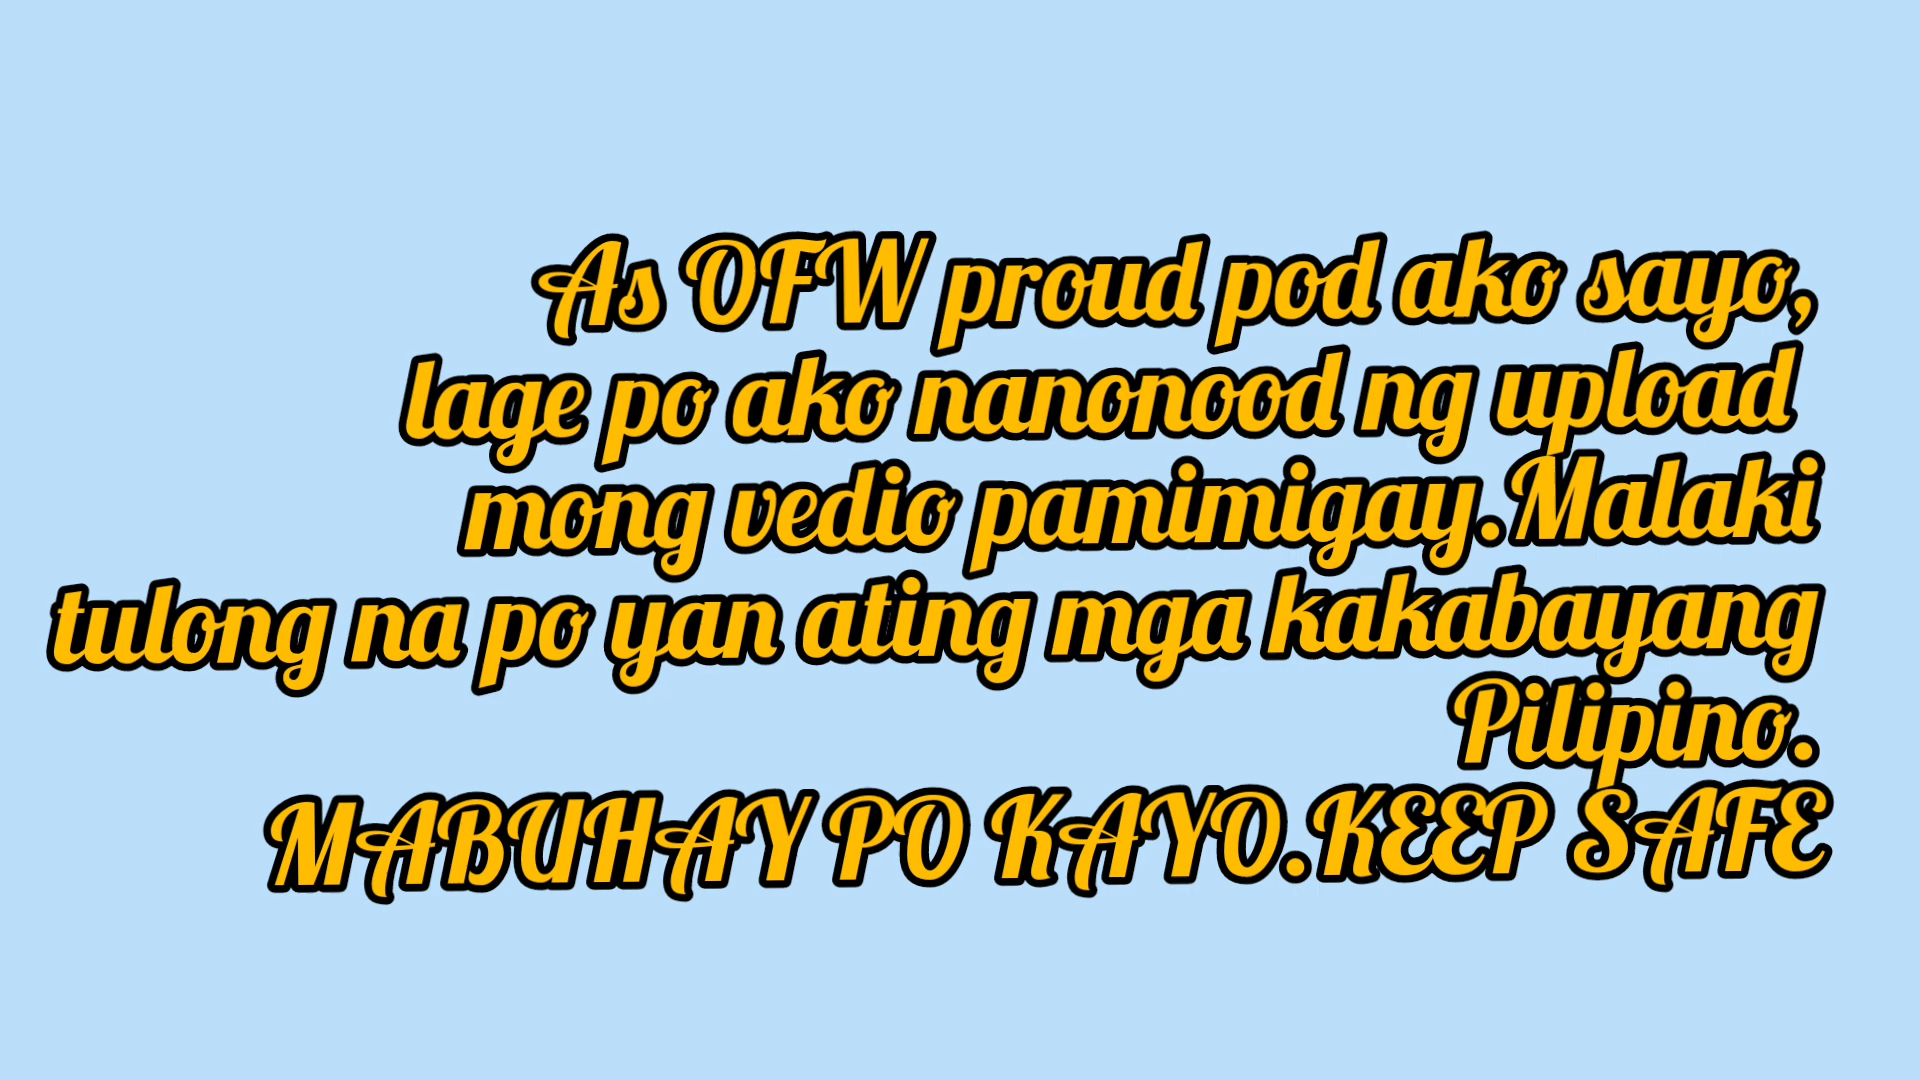 As OFW proud pod ako sayo,
lage po ako nanonood ng upload
mong vedio pamimigay.Malaki
tulong na po yan ating mga kakabayang
Pilipino.
MABUHAY PO KAYO.KEEP SAFE